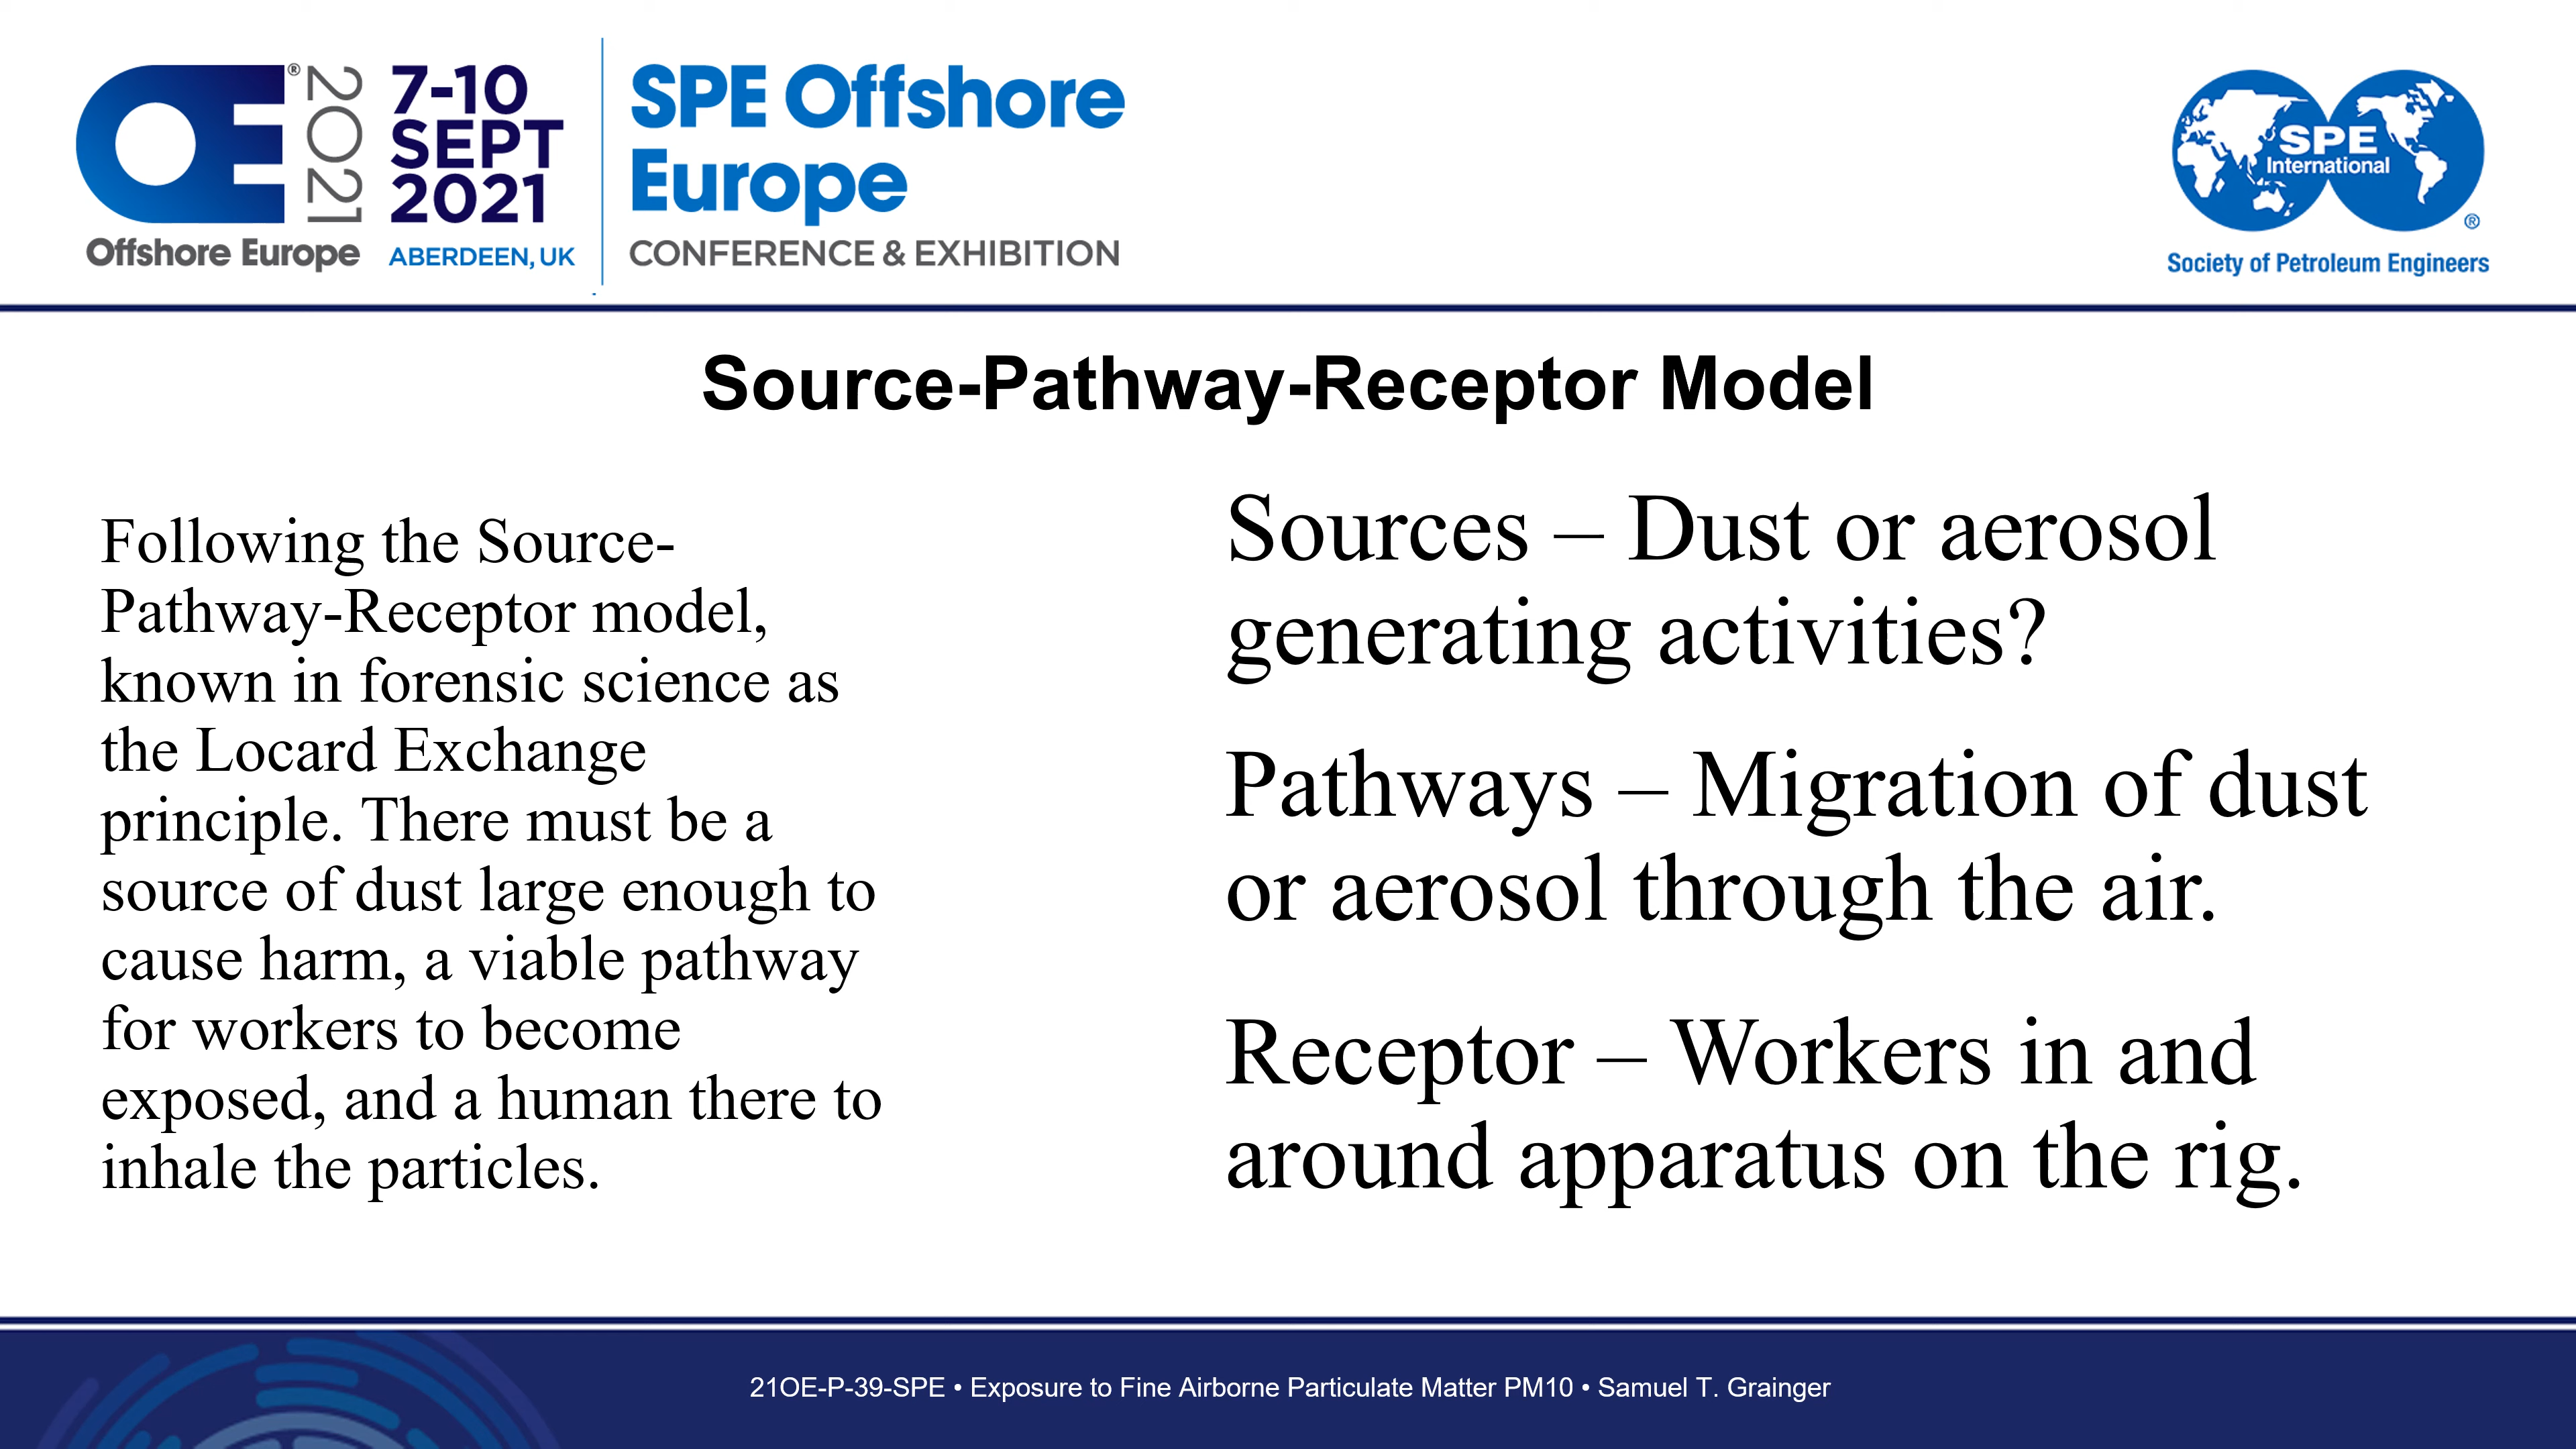 OE ® 2021
Offshore Europe
7-10
SEPT
2021
ABERDEEN, UK
SPE Offshore
Europe
CONFERENCE & EXHIBITION
SPE
International
®
Society of Petroleum Engineers
Source-Pathway-Receptor Model
Following the Source-
Pathway-Receptor model,
known in forensic science as
the Locard Exchange
principle. There must be a
source of dust large enough to
cause harm, a viable pathway
for workers to become
exposed, and a human there to
inhale the particles.
Sources – Dust or aerosol
generating activities?
Pathways – Migration of dust
or aerosol through the air.
Receptor – Workers in and
around apparatus on the rig.
21OE-P-39-SPE • Exposure to Fine Airborne Particulate Matter PM10 • Samuel T. Grainger